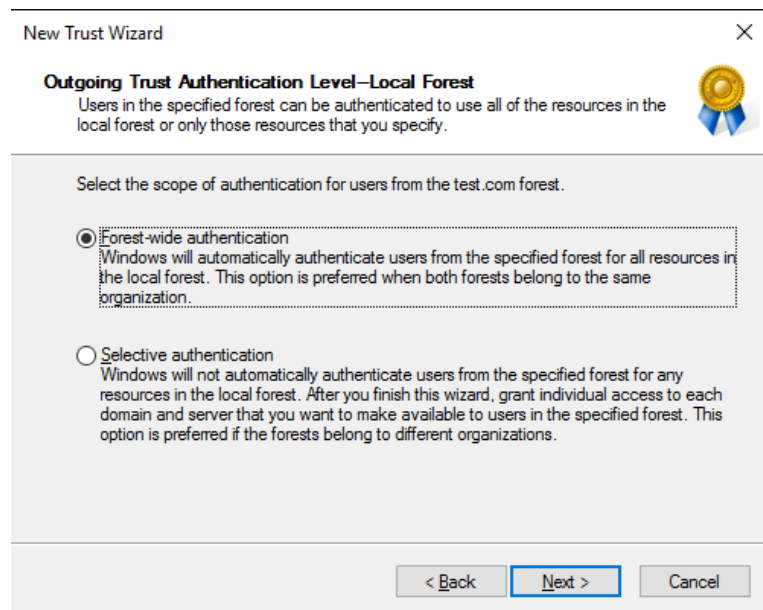 New Trust Wizard
Outgoing Trust Authentication Level—Local Forest
Users in the specified forest can be authenticated to use all of the resources in the
local forest or only those resources that you specify.
Select the scope of authentication for users from the test.com forest.
Forest-wide authentication
Windows will automatically authenticate users from the specified forest for all resources in
the local forest. This option is preferred when both forests belong to the same
organization.
Selective authentication
Windows will not automatically authenticate users from the specified forest for any
resources in the local forest. After you finish this wizard, grant individual access to each
domain and server that you want to make available to users in the specified forest. This
option is preferred if the forests belong to different organizations.
< Back Next > Cancel